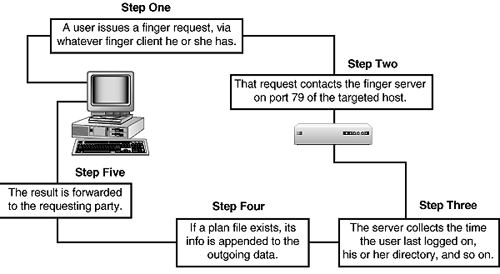 Step One
A user issues a finger request, via
whatever finger client he or she has.
Step Two
That request contacts the finger server
on port 79 of the targeted host.
Step Three
The server collects the time
the user last logged on,
his or her directory, and so on.
Step Four
If a plan file exists, its
info is appended to the
outgoing data.
Step Five
The result is forwarded
to the requesting party.